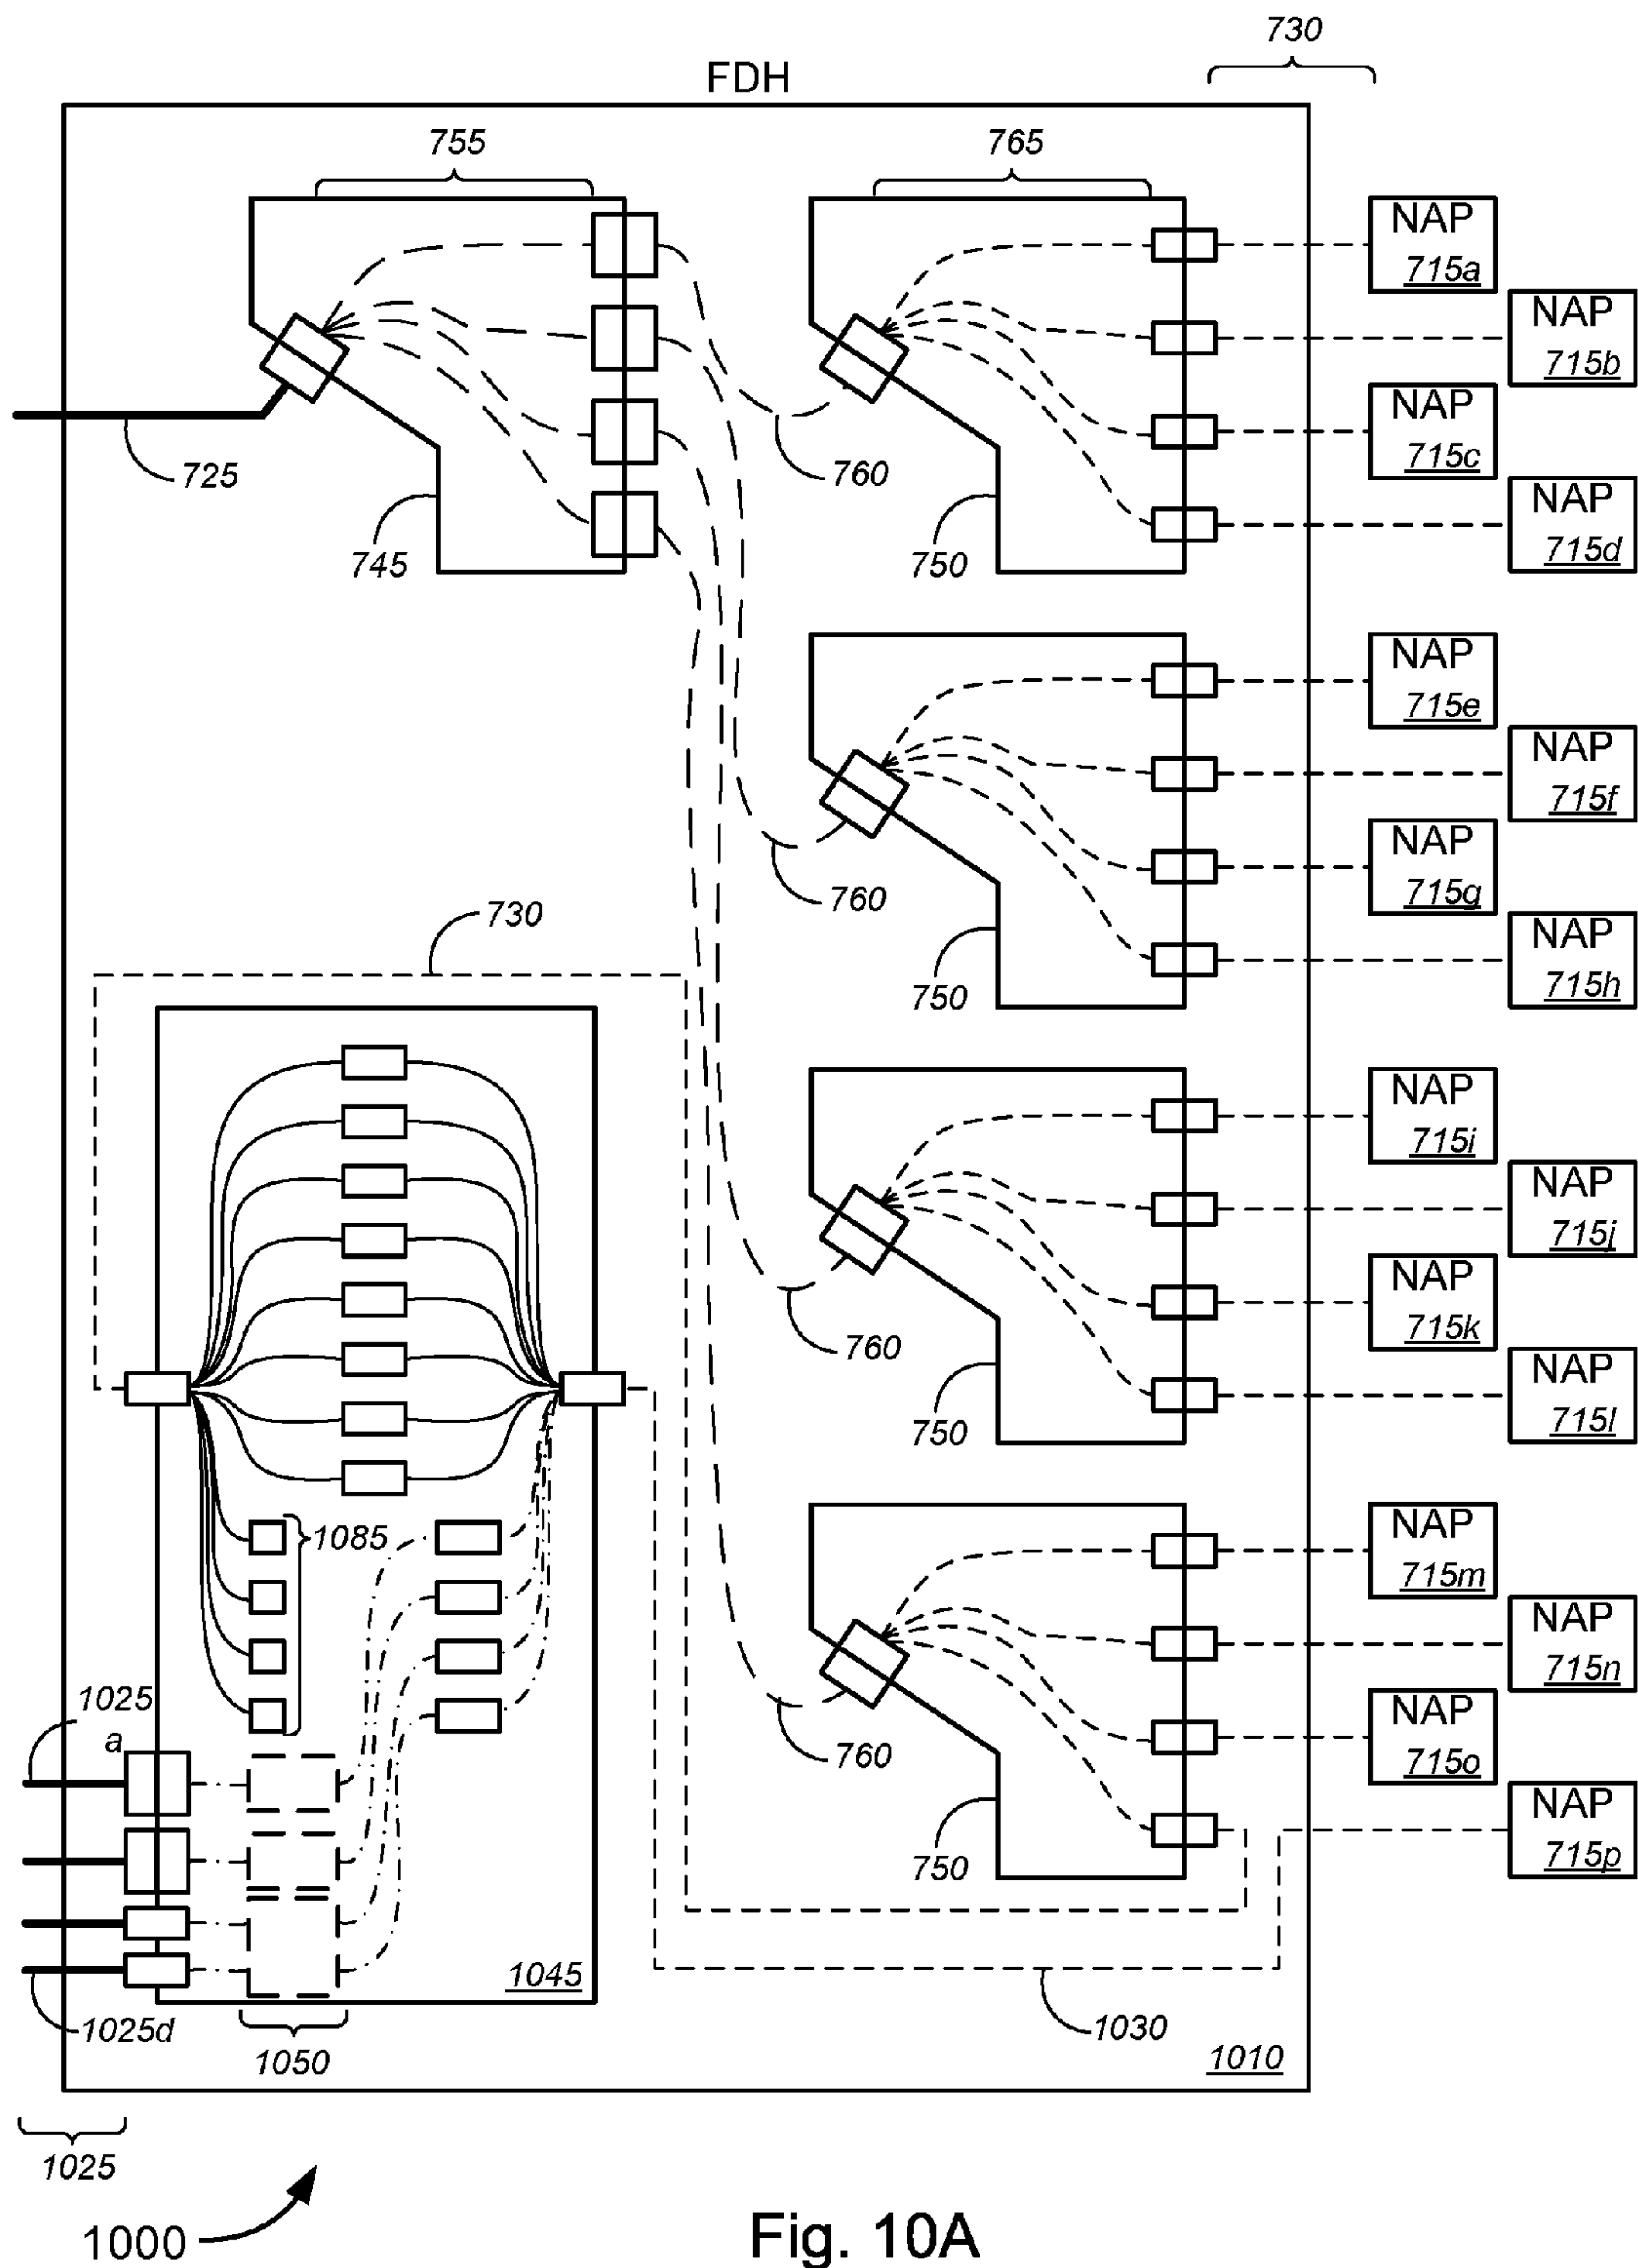 730
FDH
755
765
NAP
715a
NAP
715b
NAP
715c
NAP
715d
725
760
745
750
NAP
715e
NAP
715f
NAP
715g
NAP
715h
760
730
750
NAP
715i
NAP
715j
NAP
715k
NAP
715l
760
750
1085
NAP
715m
NAP
715n
NAP
715o
NAP
715p
1025
a
760
750
1045
1025d
1050
1030
1010
1025
1000
Fig. 10A